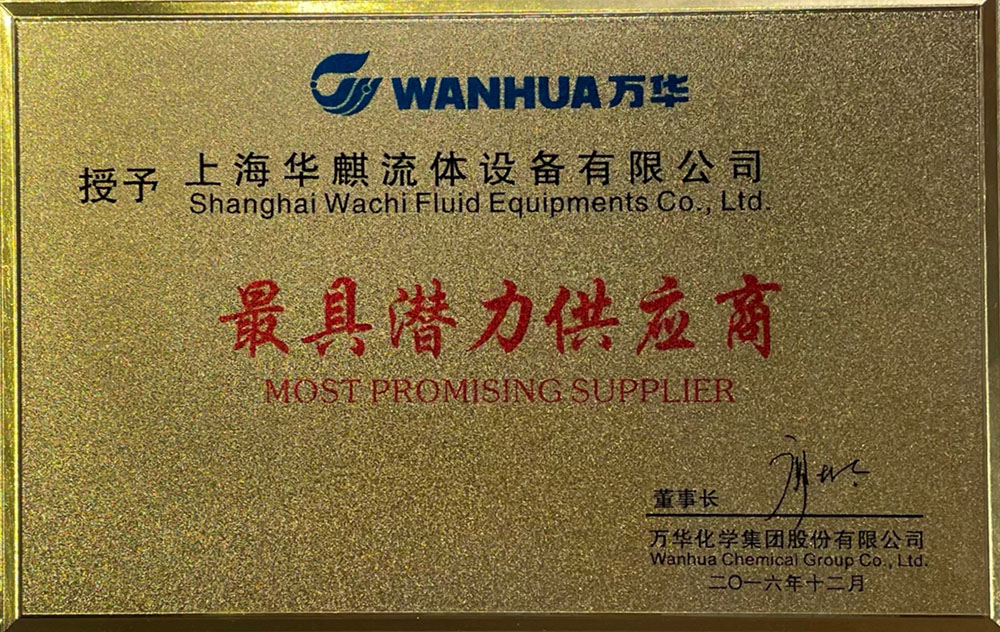 WANHUA万华
授予 上海华麒流体设备有限公司
Shanghai Wachi Fluid Equipments Co., Ltd.
最具潜力供应商
MOST PROMISING SUPPLIER
董事长
万华化学集团股份有限公司
Wanhua Chemical Group Co., Ltd.
二〇一六年十二月